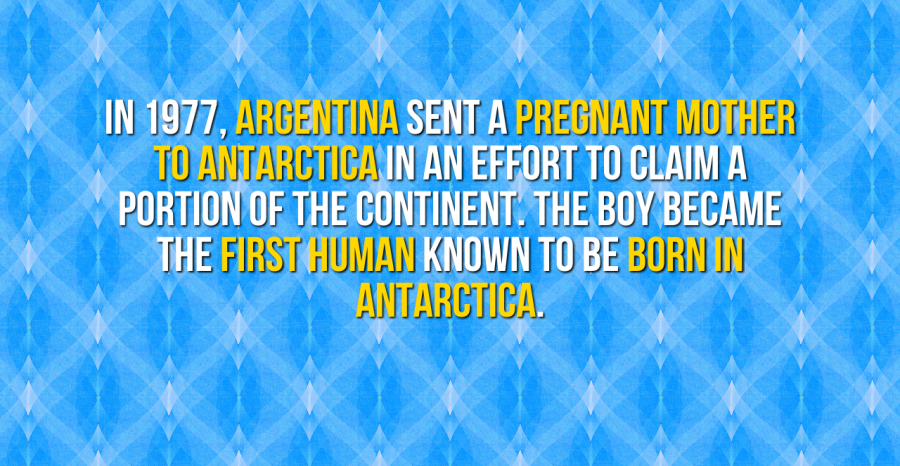 IN 1977, ARGENTINA SENT A PREGNANT MOTHER
TO ANTARCTICA IN AN EFFORT TO CLAIM A
PORTION OF THE CONTINENT. THE BOY BECAME
THE FIRST HUMAN KNOWN TO BE BORN IN
ANTARCTICA.